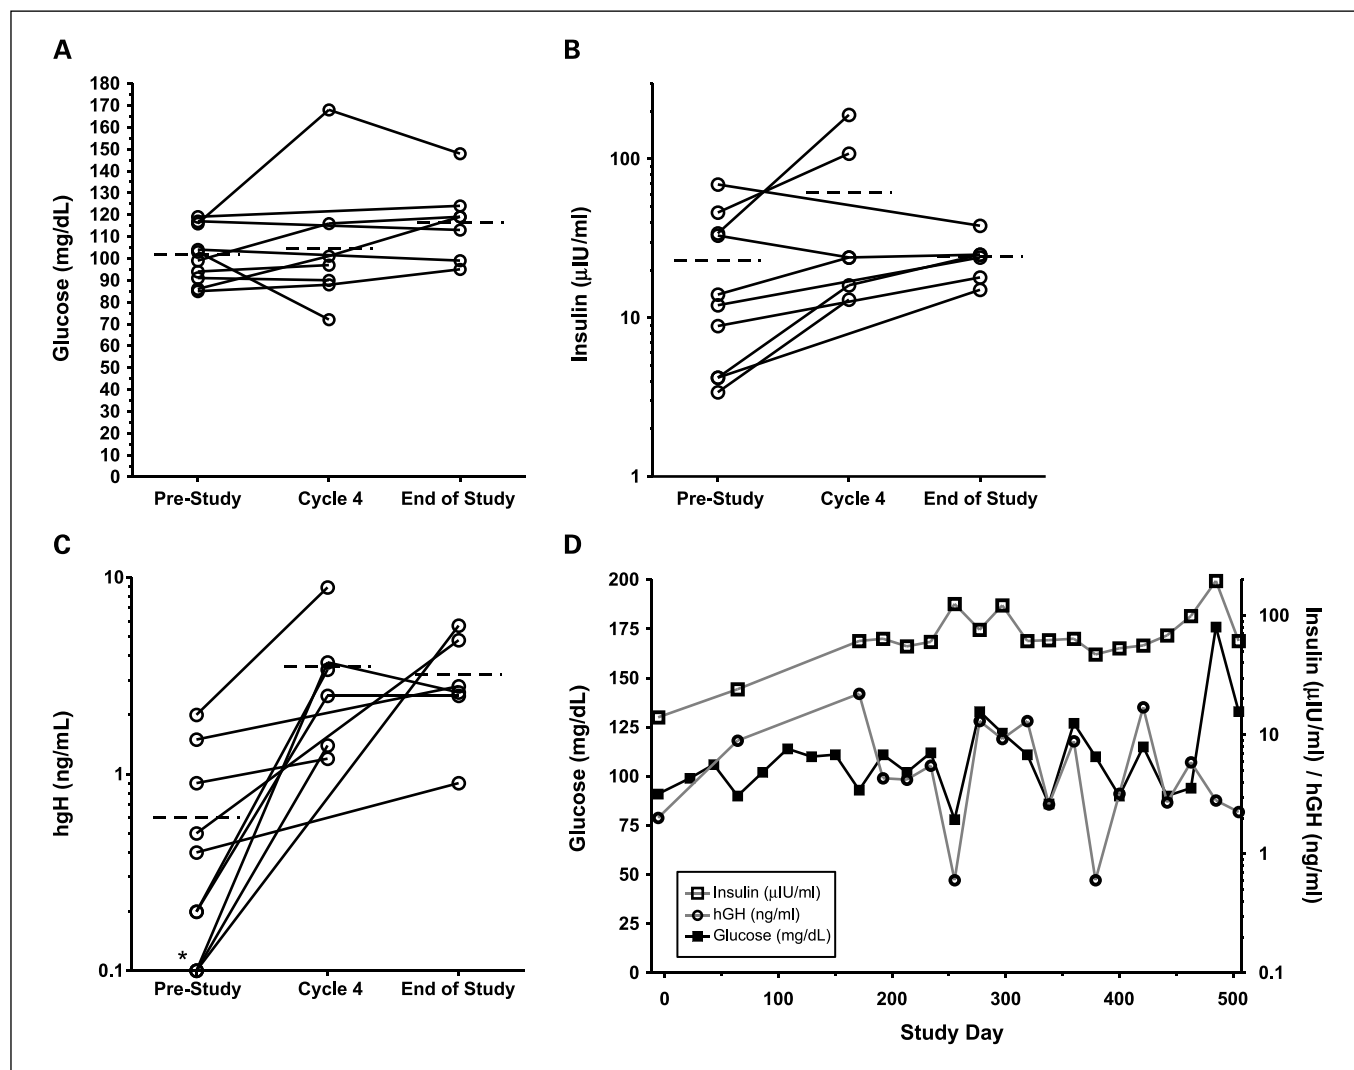 A
Glucose (mg/dL)
180
170
160
150
140
130
120
110
100
90
80
70
60
50
40
30
20
10
0
Pre-Study Cycle 4 End of Study
B
Insulin (μIU/ml)
100
10
1
Pre-Study Cycle 4 End of Study
C
hgH (ng/mL)
10
1
0.1
*
Pre-Study Cycle 4 End of Study
D
Glucose (mg/dL)
200
175
150
125
100
75
50
25
0
Insulin (μIU/ml)
hGH (ng/ml)
Glucose (mg/dL)
0 100 200 300 400 500
Study Day
100
10
1
0.1
Insulin (μIU/ml) / hGH (ng/ml)